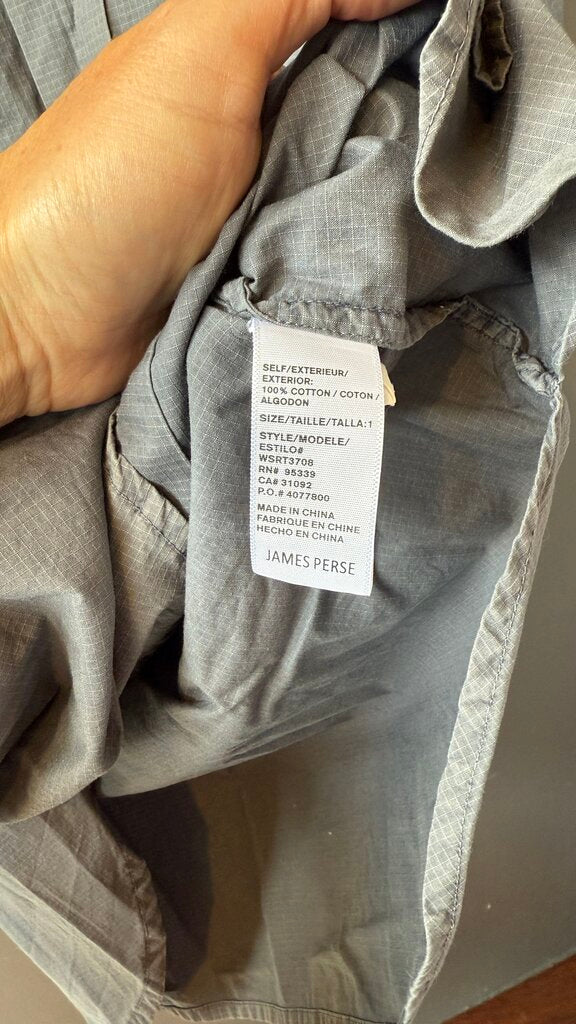 SELF/EXTERIEUR/
EXTERIOR:
100% COTTON / COTON /
ALGODON
SIZE/TAILLE/TALLA:1
STYLE/MODELE/
ESTILO#
WSRT3708
RN# 95339
CA# 31092
P.O.# 4077800
MADE IN CHINA
FABRIQUE EN CHINE
HECHO EN CHINA
JAMES PERSE